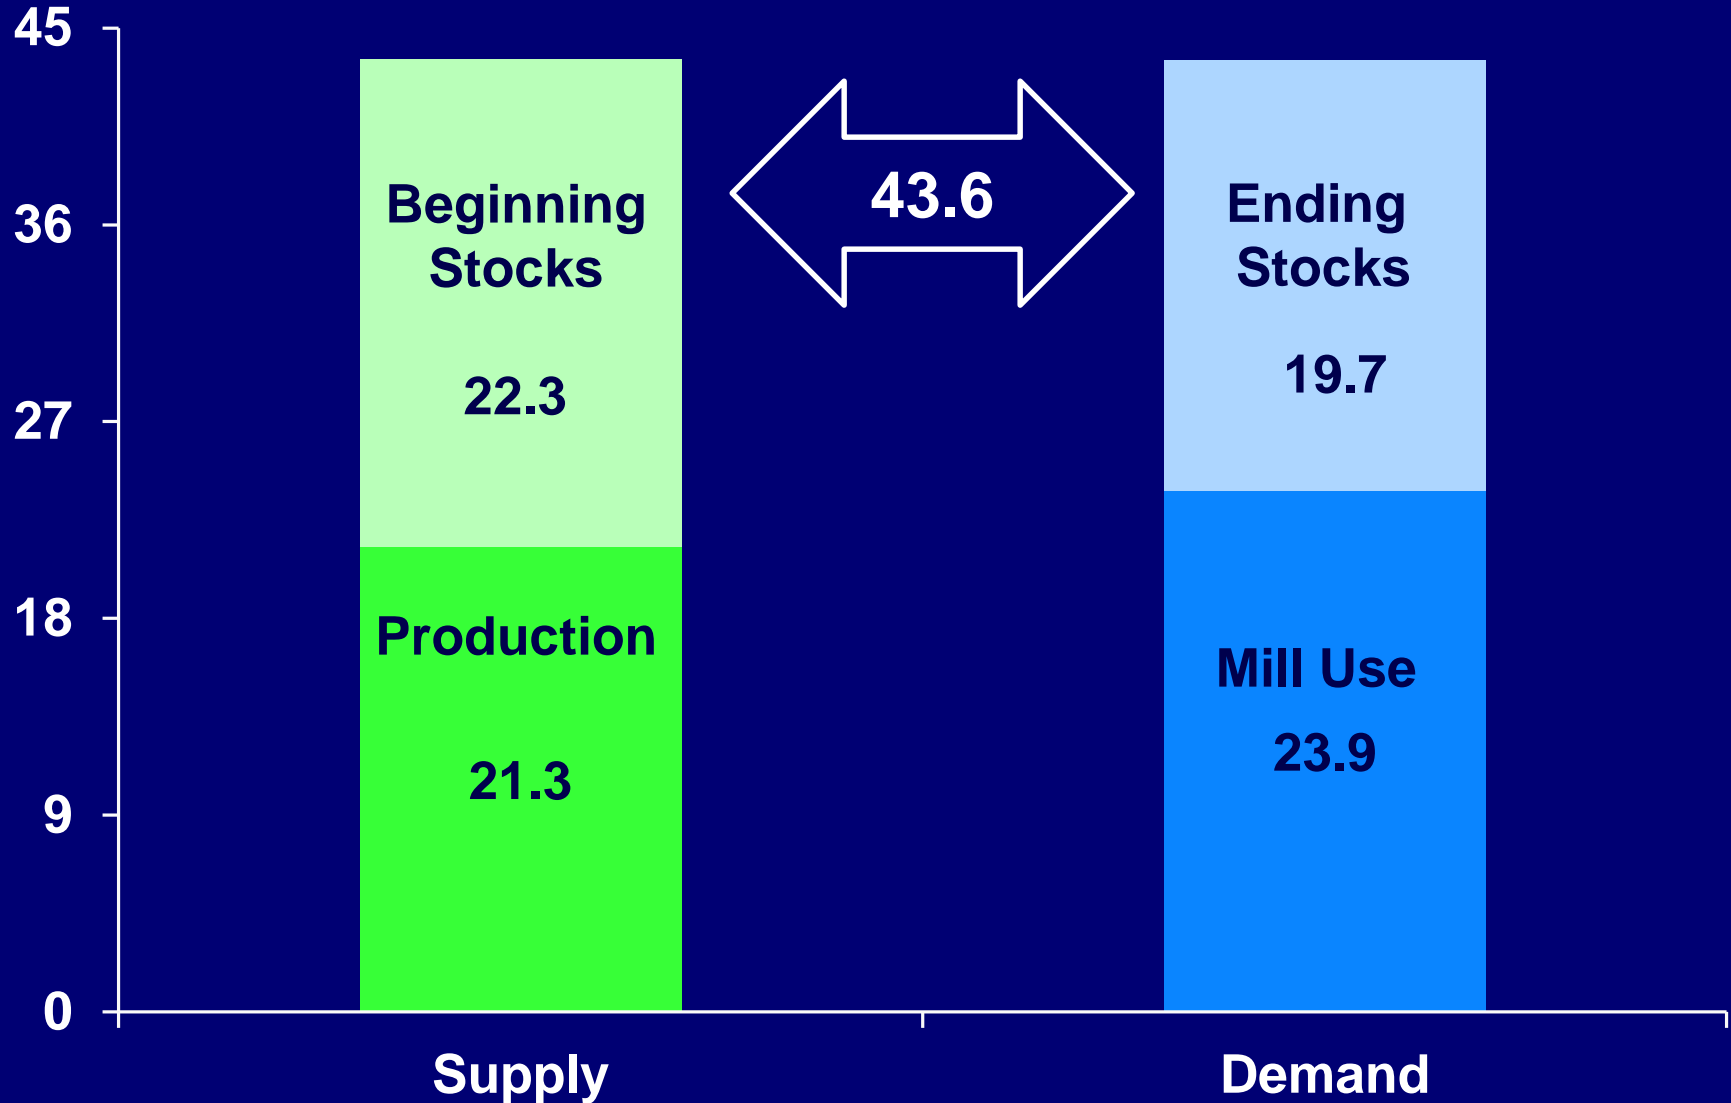 45
36
27
18
9
0
Beginning
Stocks
22.3
Production
21.3
43.6
Ending
Stocks
19.7
Mill Use
23.9
Supply
Demand